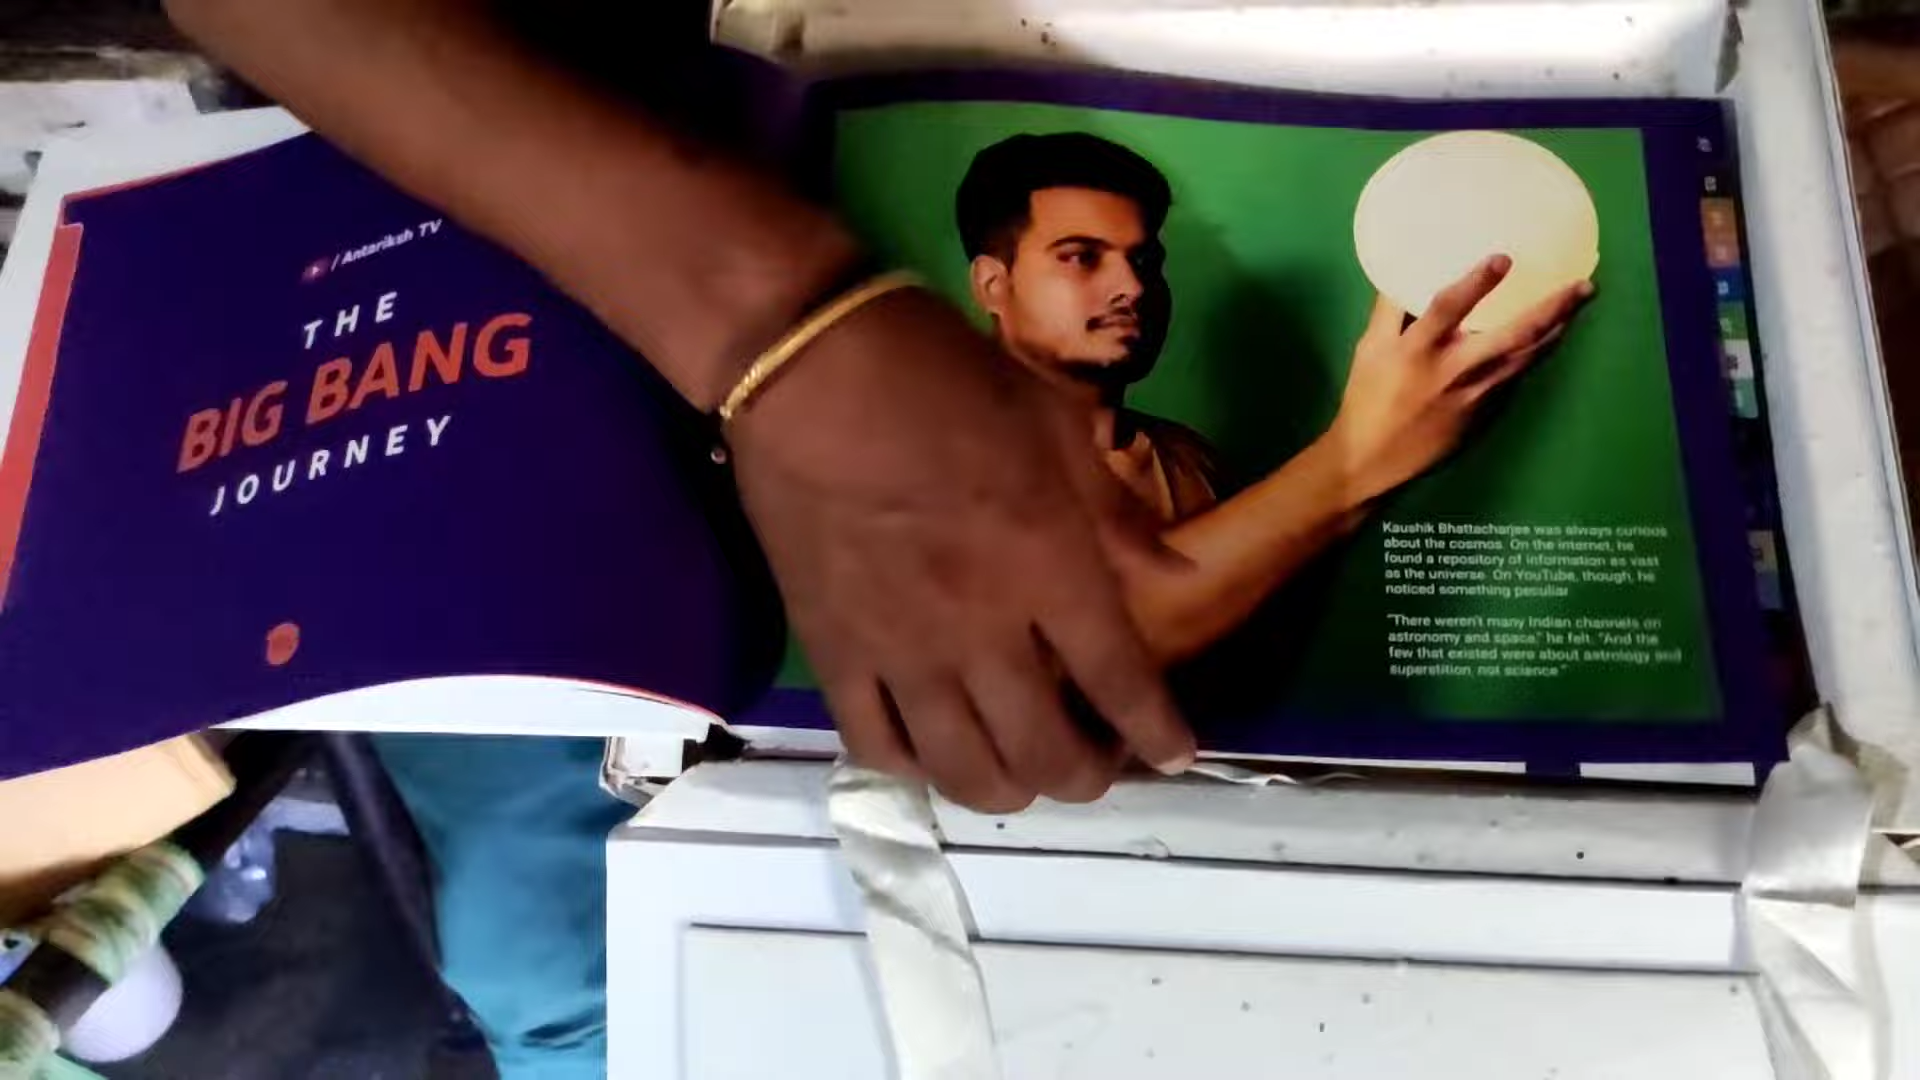 / Antariksh TV
THE
BIG BANG
JOURNEY
Kaushik Bhattacharjee was always curious
about the cosmos. On the internet, he
found a repository of information as vast
as the universe. On YouTube, though, he
noticed something peculiar.
"There weren't many Indian channels on
astronomy and space," he felt. "And the
few that existed were about astrology and
superstition, not science."